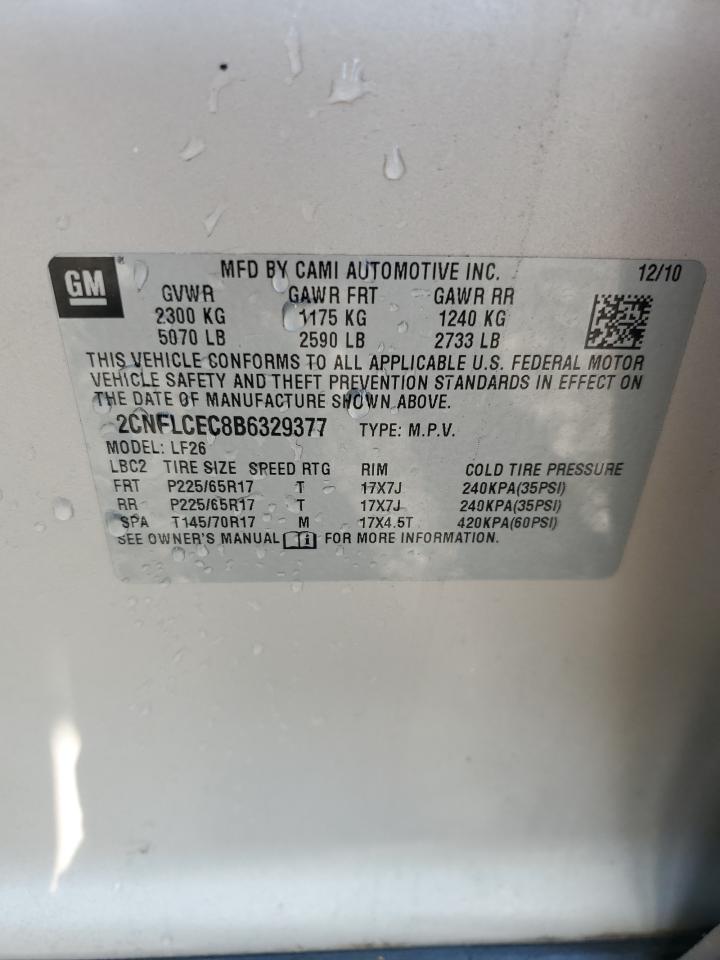 GM
MFD BY CAMI AUTOMOTIVE INC. 12/10
GVWR GAWR FRT GAWR RR
2300 KG 1175 KG 1240 KG
5070 LB 2590 LB 2733 LB
THIS VEHICLE CONFORMS TO ALL APPLICABLE U.S. FEDERAL MOTOR
VEHICLE SAFETY AND THEFT PREVENTION STANDARDS IN EFFECT ON
THE DATE OF MANUFACTURE SHOWN ABOVE.
2CNFLCEC8B6329377 TYPE: M.P.V.
MODEL: LF26
LBC2 TIRE SIZE SPEED RTG RIM COLD TIRE PRESSURE
FRT P225/65R17 T 17X7J 240KPA(35PSI)
RR P225/65R17 T 17X7J 240KPA(35PSI)
SPA T145/70R17 M 17X4.5T 420KPA(60PSI)
SEE OWNER'S MANUAL i FOR MORE INFORMATION.